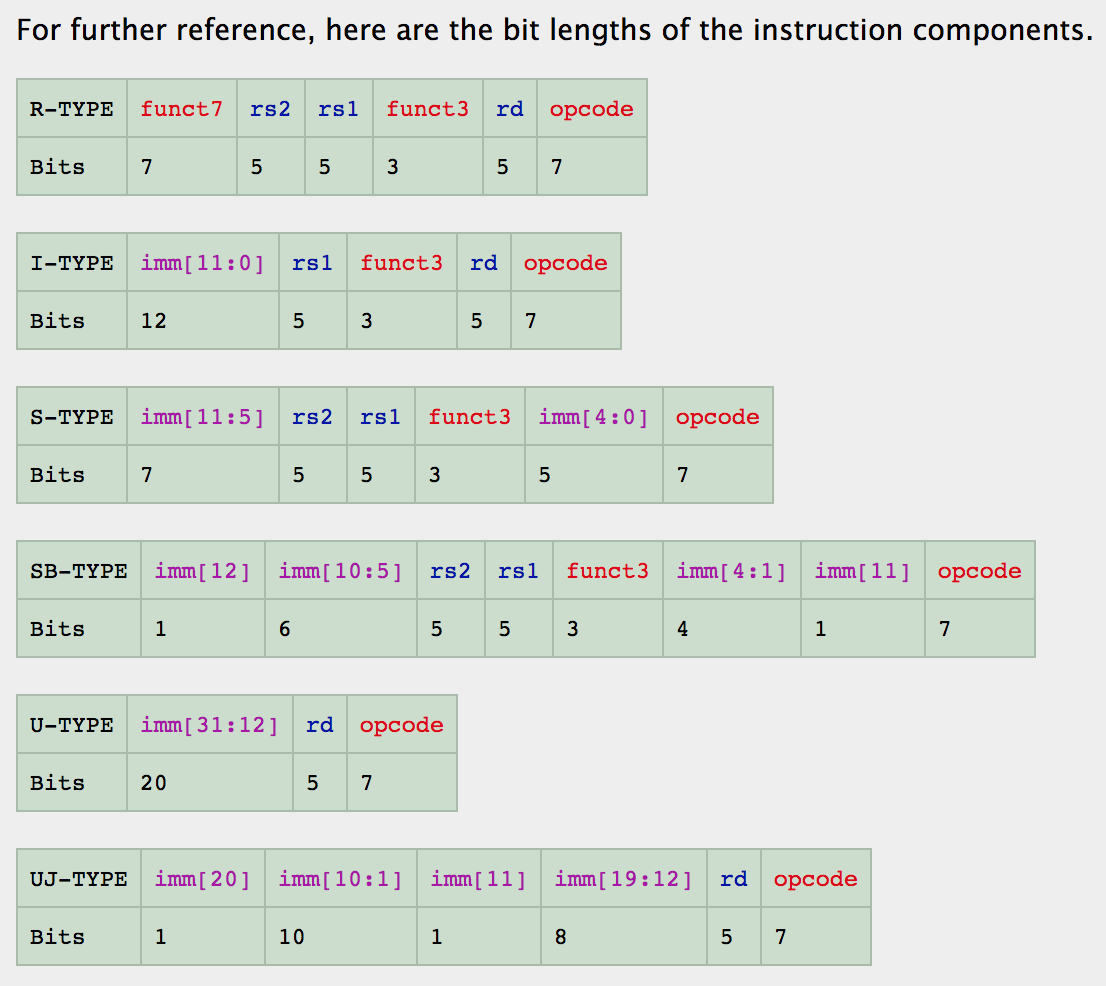 For further reference, here are the bit lengths of the instruction components.
R-TYPE funct7 rs2 rs1 funct3 rd opcode
Bits 7 5 5 3 5 7
I-TYPE imm[11:0] rs1 funct3 rd opcode
Bits 12 5 3 5 7
S-TYPE imm[11:5] rs2 rs1 funct3 imm[4:0] opcode
Bits 7 5 5 3 5 7
SB-TYPE imm[12] imm[10:5] rs2 rs1 funct3 imm[4:1] imm[11] opcode
Bits 1 6 5 5 3 4 1 7
U-TYPE imm[31:12] rd opcode
Bits 20 5 7
UJ-TYPE imm[20] imm[10:1] imm[11] imm[19:12] rd opcode
Bits 1 10 1 8 5 7